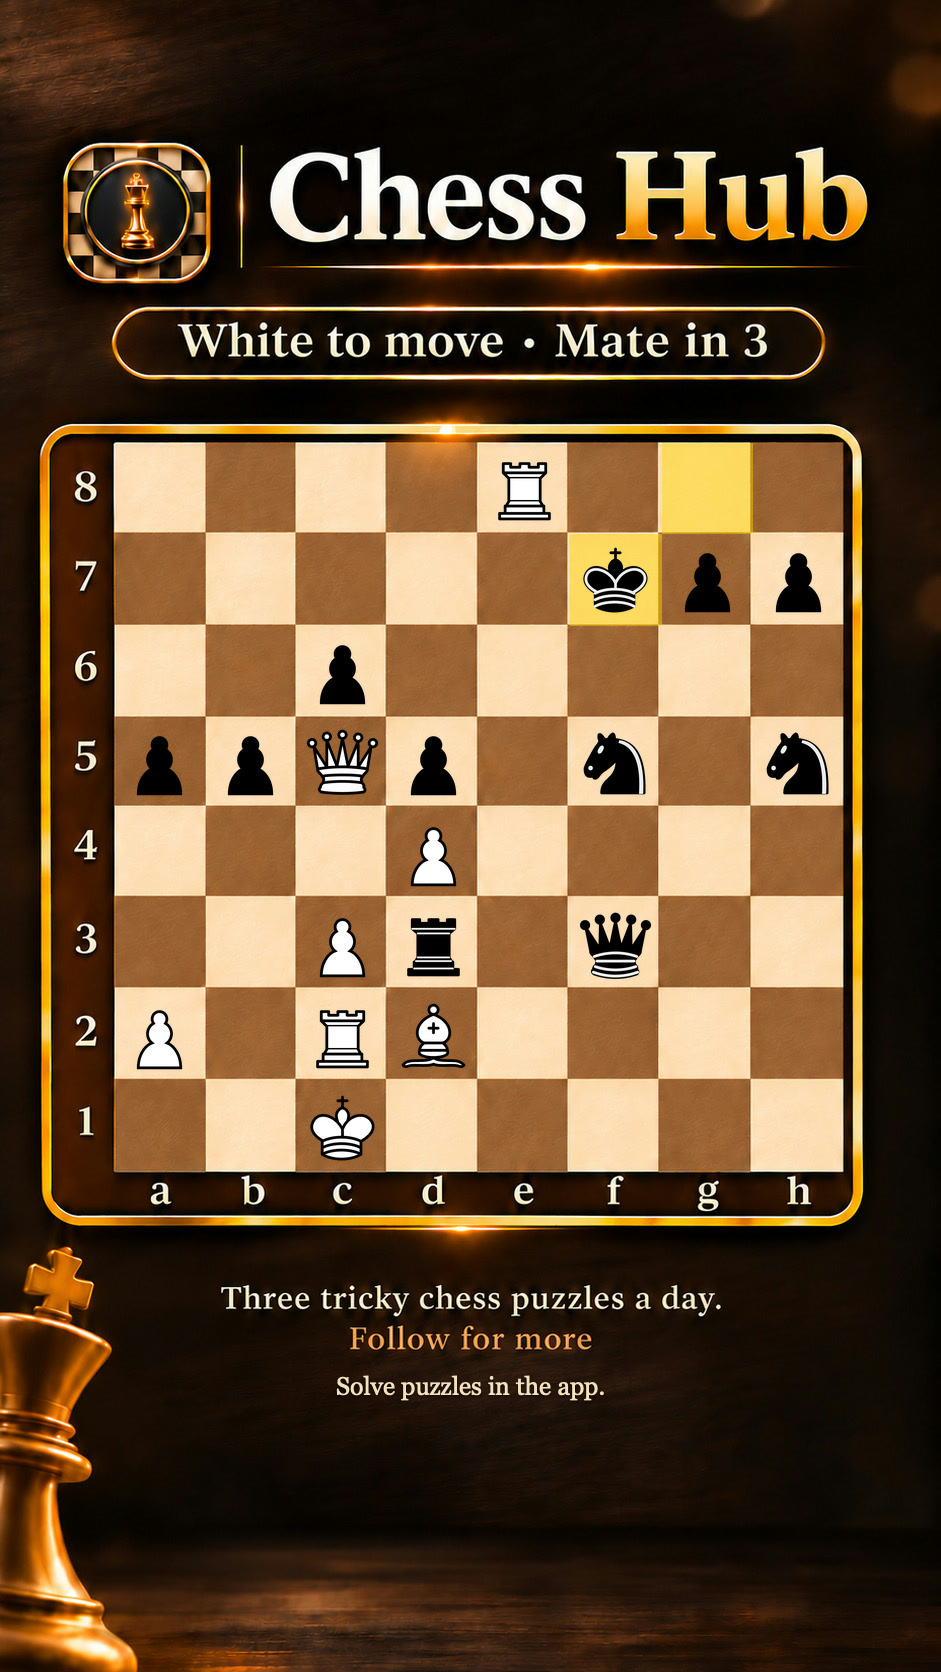 Chess Hub
White to move • Mate in 3
8
7
6
5
4
3
2
1
a b c d e f g h
Three tricky chess puzzles a day.
Follow for more
Solve puzzles in the app.